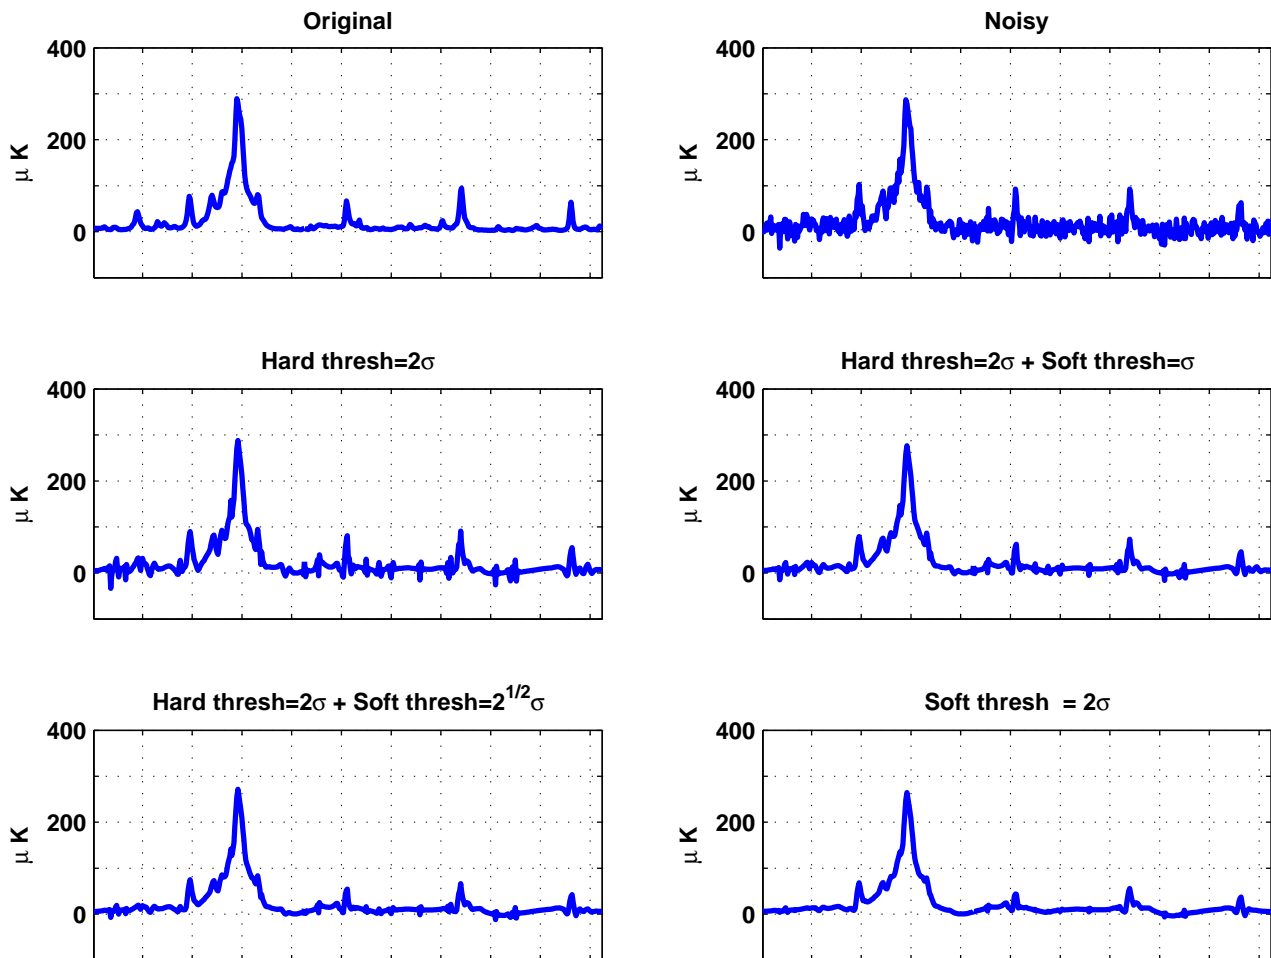 Original
400
200
0
μ K
Noisy
400
200
0
μ K
Hard thresh=2σ
400
200
0
μ K
Hard thresh=2σ + Soft thresh=σ
400
200
0
μ K
Hard thresh=2σ + Soft thresh=2^1/2σ
400
200
0
μ K
Soft thresh = 2σ
400
200
0
μ K